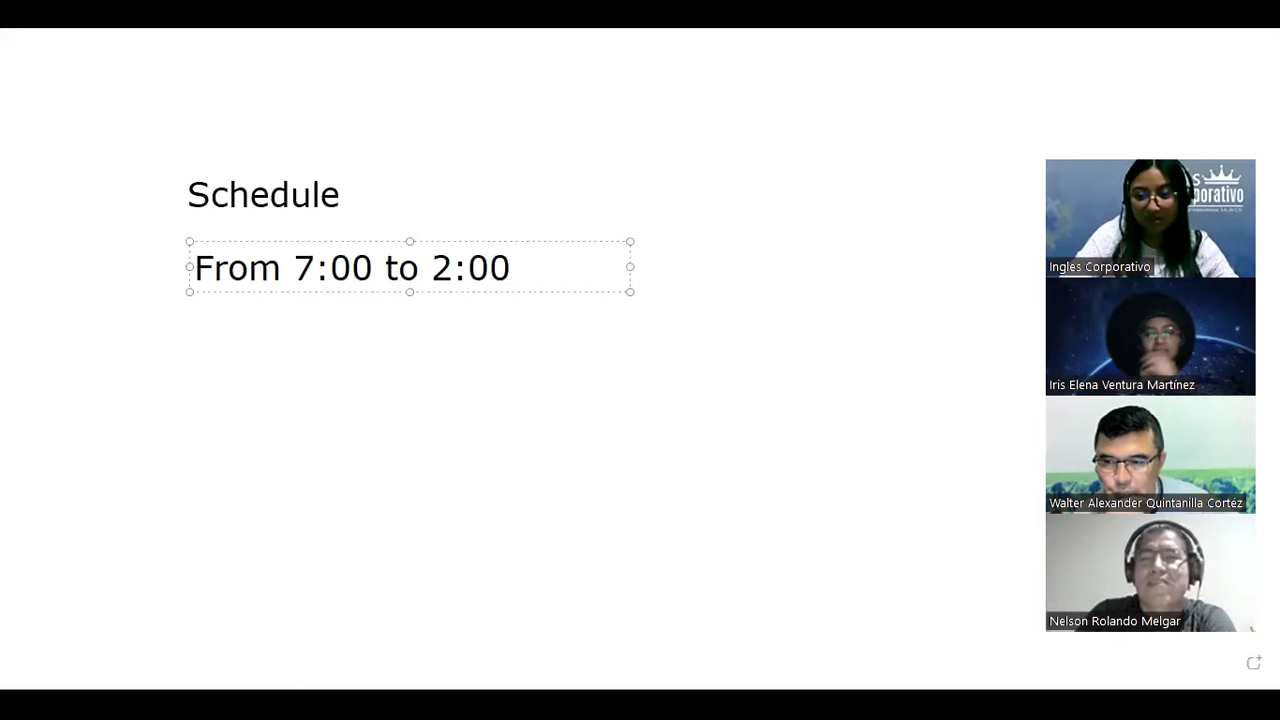 Schedule
From 7:00 to 2:00
S
porativo
Ingles Corporativo
Iris Elena Ventura Martínez
Walter Alexander Quintanilla Cortéz
Nelson Rolando Melgar